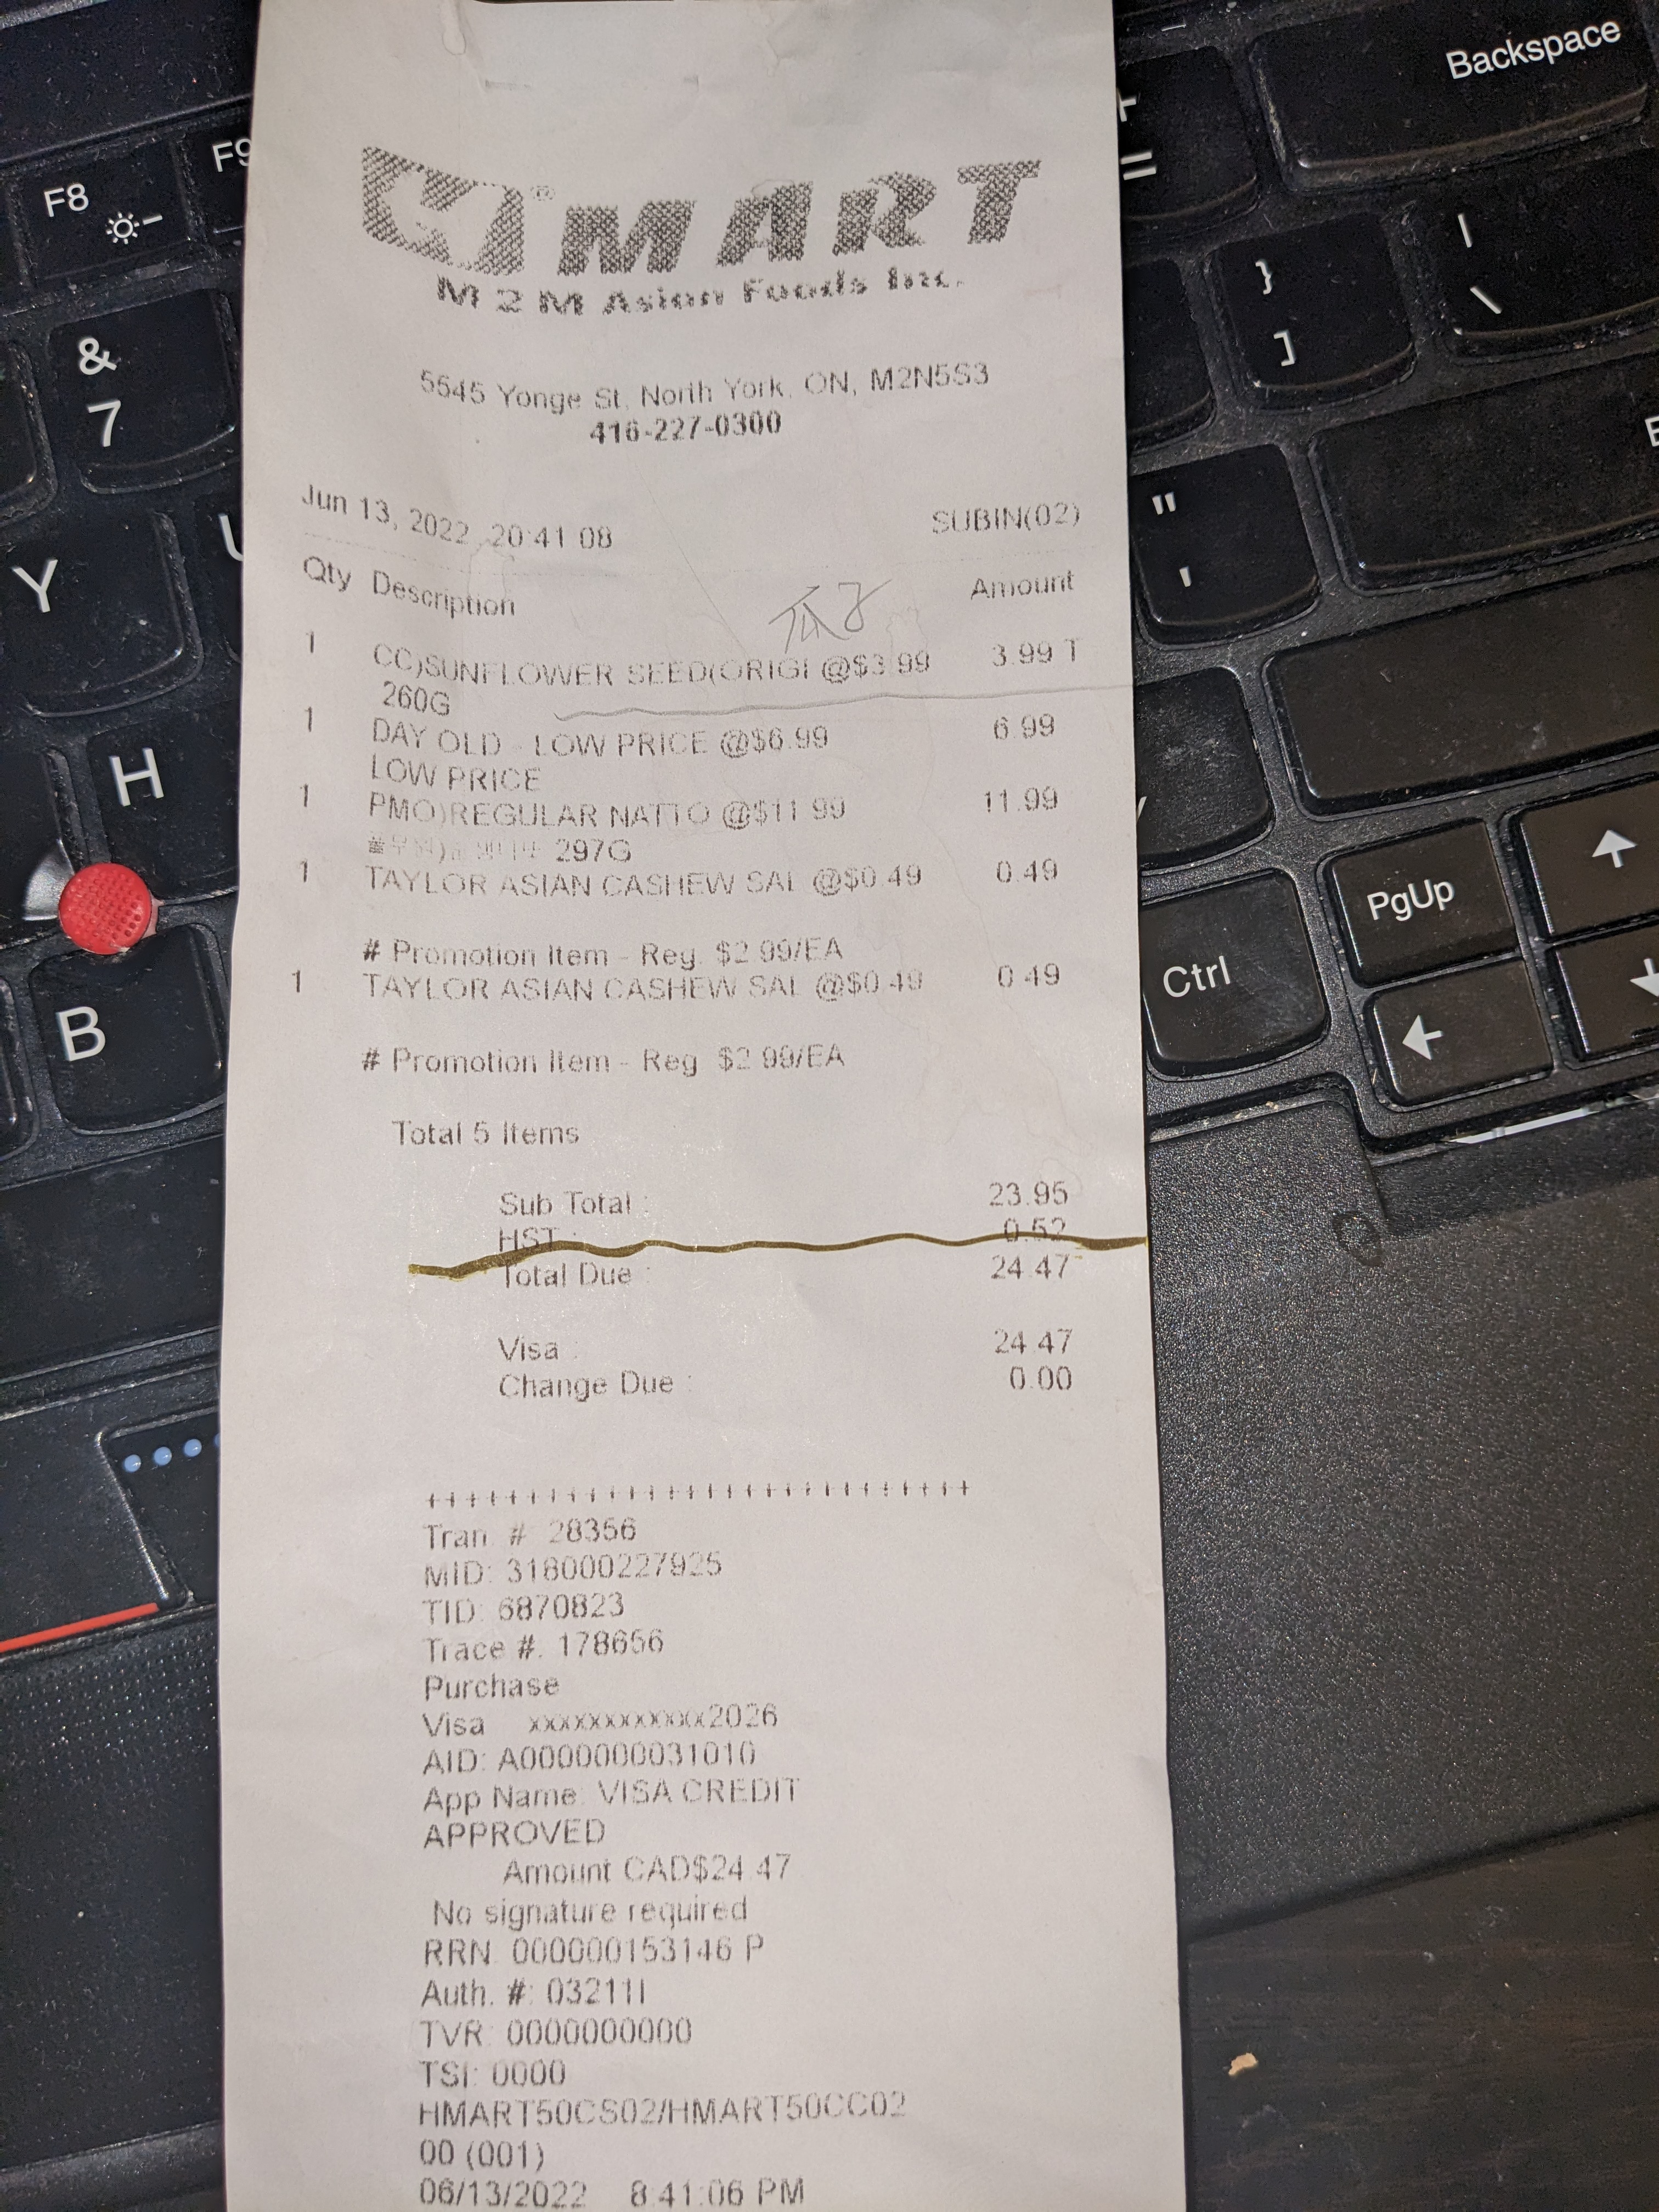 H MART
M 2 M Asian Foods Inc.
5545 Yonge St. North York, ON, M2N5S3
416-227-0300
Jun 13, 2022 20:41:08 SUBIN(02)
Qty Description Amount
瓜子
1 CC)SUNFLOWER SEED(ORIGI @$3.99 3.99 T
260G
1 DAY OLD - LOW PRICE @$6.99 6.99
LOW PRICE
1 PMO)REGULAR NATTO @$11.99 11.99
297G
1 TAYLOR ASIAN CASHEW SAL @$0.49 0.49
# Promotion Item - Reg. $2.99/EA
1 TAYLOR ASIAN CASHEW SAL @$0.49 0.49
# Promotion Item - Reg. $2.99/EA
Total 5 Items
Sub Total : 23.95
HST : 0.52
Total Due : 24.47
Visa : 24.47
Change Due : 0.00
++++++++++++++++++++++++++
Tran. #: 28356
MID: 318000227925
TID: 6870823
Trace #: 178656
Purchase
Visa xxxxxxxxxxxx2026
AID: A0000000031010
App Name: VISA CREDIT
APPROVED
Amount CAD$24.47
No signature required
RRN: 000000153146 P
Auth. #: 03211I
TVR: 0000000000
TSI: 0000
HMART50CS02/HMART50CC02
00 (001)
06/13/2022 8:41:06 PM
F8
F9
&
7
Y
U
H
B
Backspace
+
=
}
]
|
\
"
'
PgUp
Ctrl